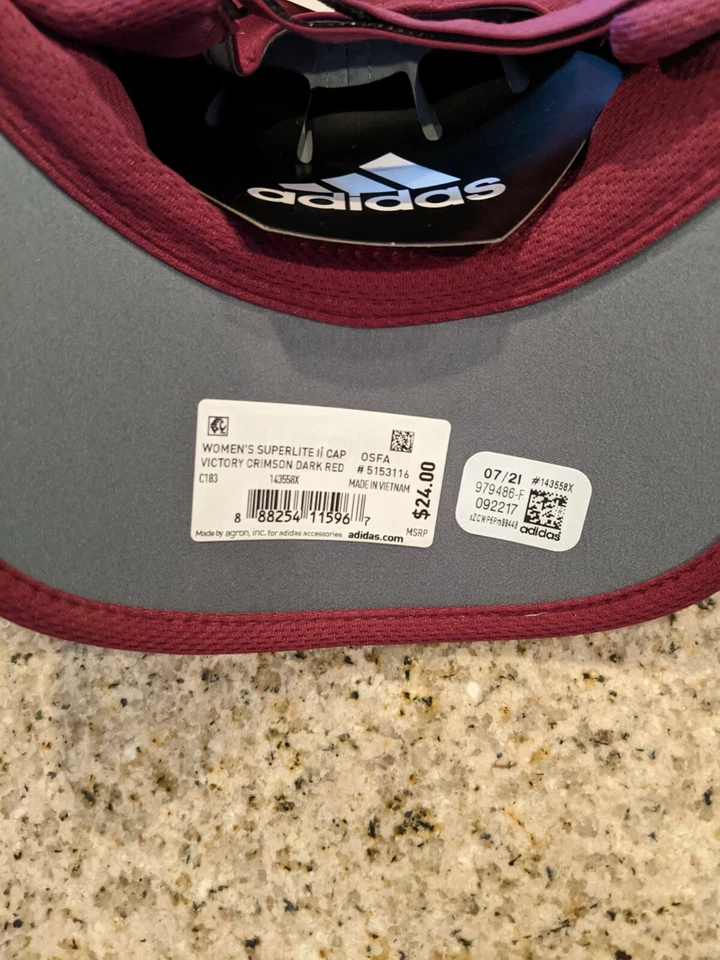 adidas
WOMEN'S SUPERLITE II CAP
VICTORY CRIMSON DARK RED
OSFA
# 5153116
C183
143558X
MADE IN VIETNAM
$24.00
MSRP
8 88254 11596 7
Made by agron, inc. for adidas accessories adidas.com
07/21 #143558X
979486-F
092217
adidas